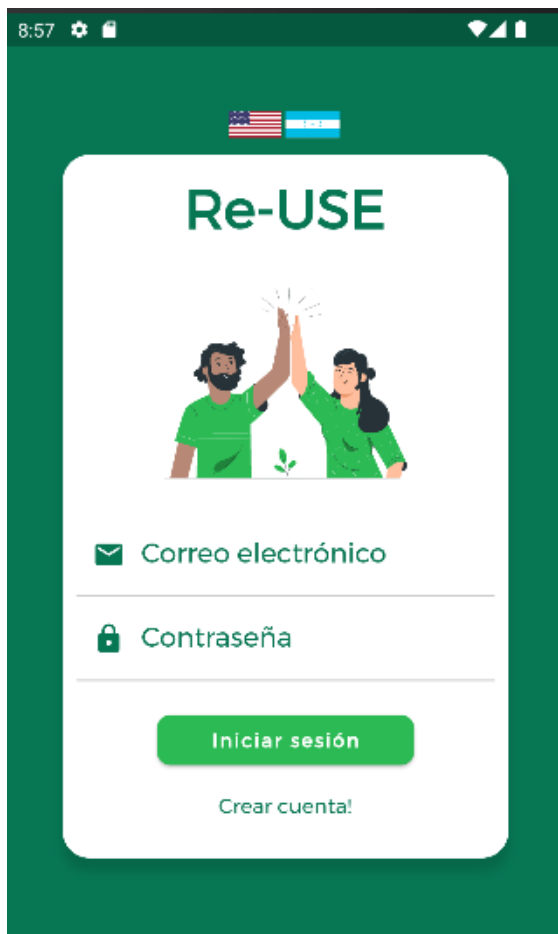 8:57
Re-USE
Correo electrónico
Contraseña
Iniciar sesión
Crear cuenta!